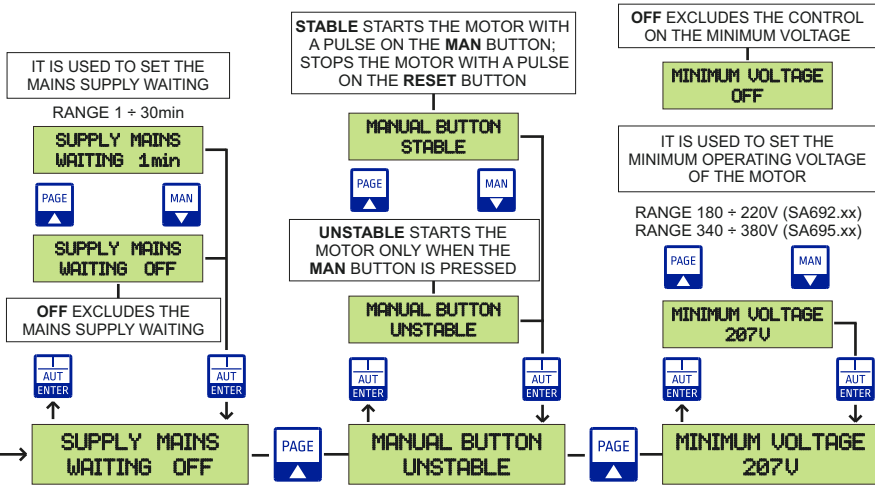 IT IS USED TO SET THE
MAINS SUPPLY WAITING
RANGE 1 ÷ 30min
SUPPLY MAINS
WAITING 1min
PAGE
MAN
SUPPLY MAINS
WAITING OFF
OFF EXCLUDES THE
MAINS SUPPLY WAITING
AUT
ENTER
AUT
ENTER
SUPPLY MAINS
WAITING OFF
PAGE
STABLE STARTS THE MOTOR WITH
A PULSE ON THE MAN BUTTON;
STOPS THE MOTOR WITH A PULSE
ON THE RESET BUTTON
MANUAL BUTTON
STABLE
PAGE
MAN
UNSTABLE STARTS THE
MOTOR ONLY WHEN THE
MAN BUTTON IS PRESSED
MANUAL BUTTON
UNSTABLE
AUT
ENTER
AUT
ENTER
MANUAL BUTTON
UNSTABLE
PAGE
OFF EXCLUDES THE CONTROL
ON THE MINIMUM VOLTAGE
MINIMUM VOLTAGE
OFF
IT IS USED TO SET THE
MINIMUM OPERATING VOLTAGE
OF THE MOTOR
RANGE 180 ÷ 220V (SA692.xx)
RANGE 340 ÷ 380V (SA695.xx)
PAGE
MAN
MINIMUM VOLTAGE
207V
AUT
ENTER
AUT
ENTER
MINIMUM VOLTAGE
207V